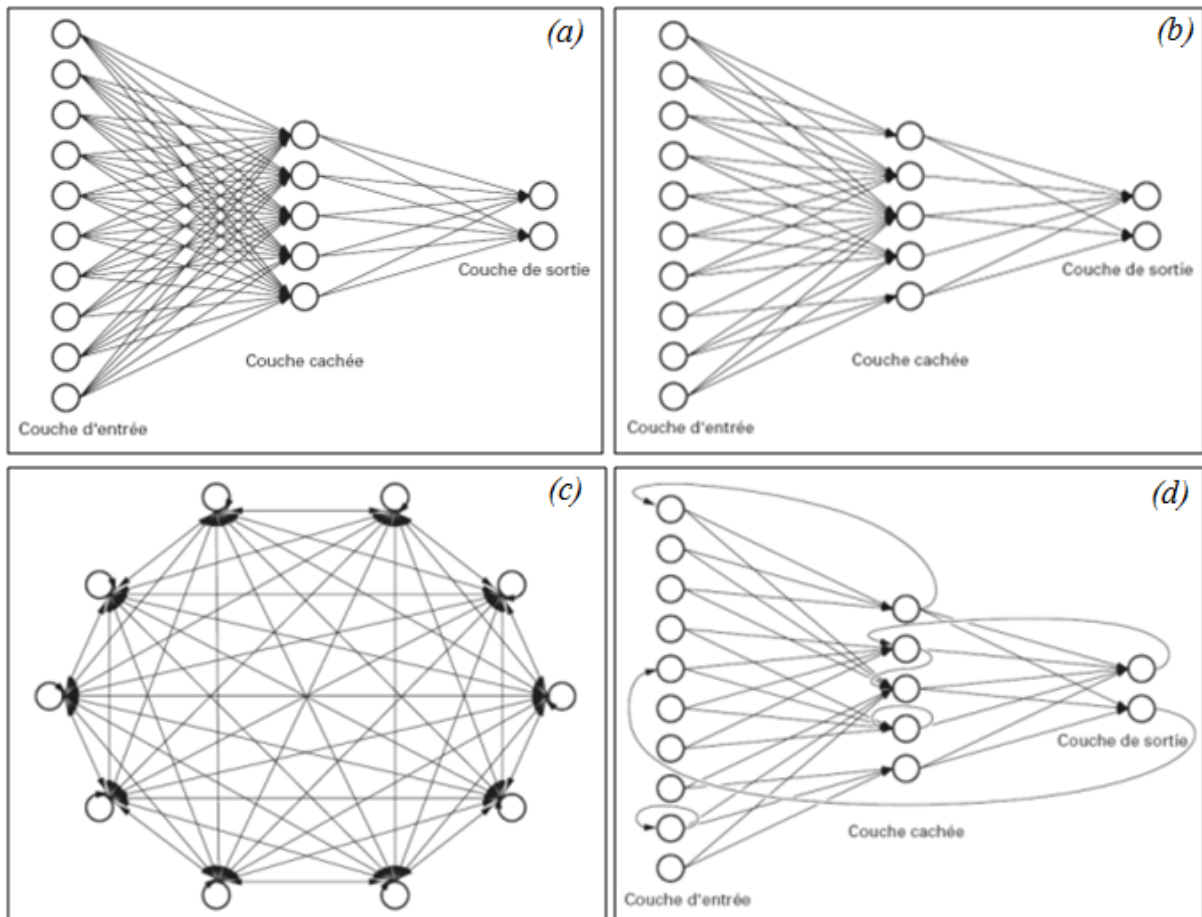 (a)
Couche de sortie
Couche cachée
Couche d'entrée
(b)
Couche de sortie
Couche cachée
Couche d'entrée
(c)
(d)
Couche de sortie
Couche cachée
Couche d'entrée